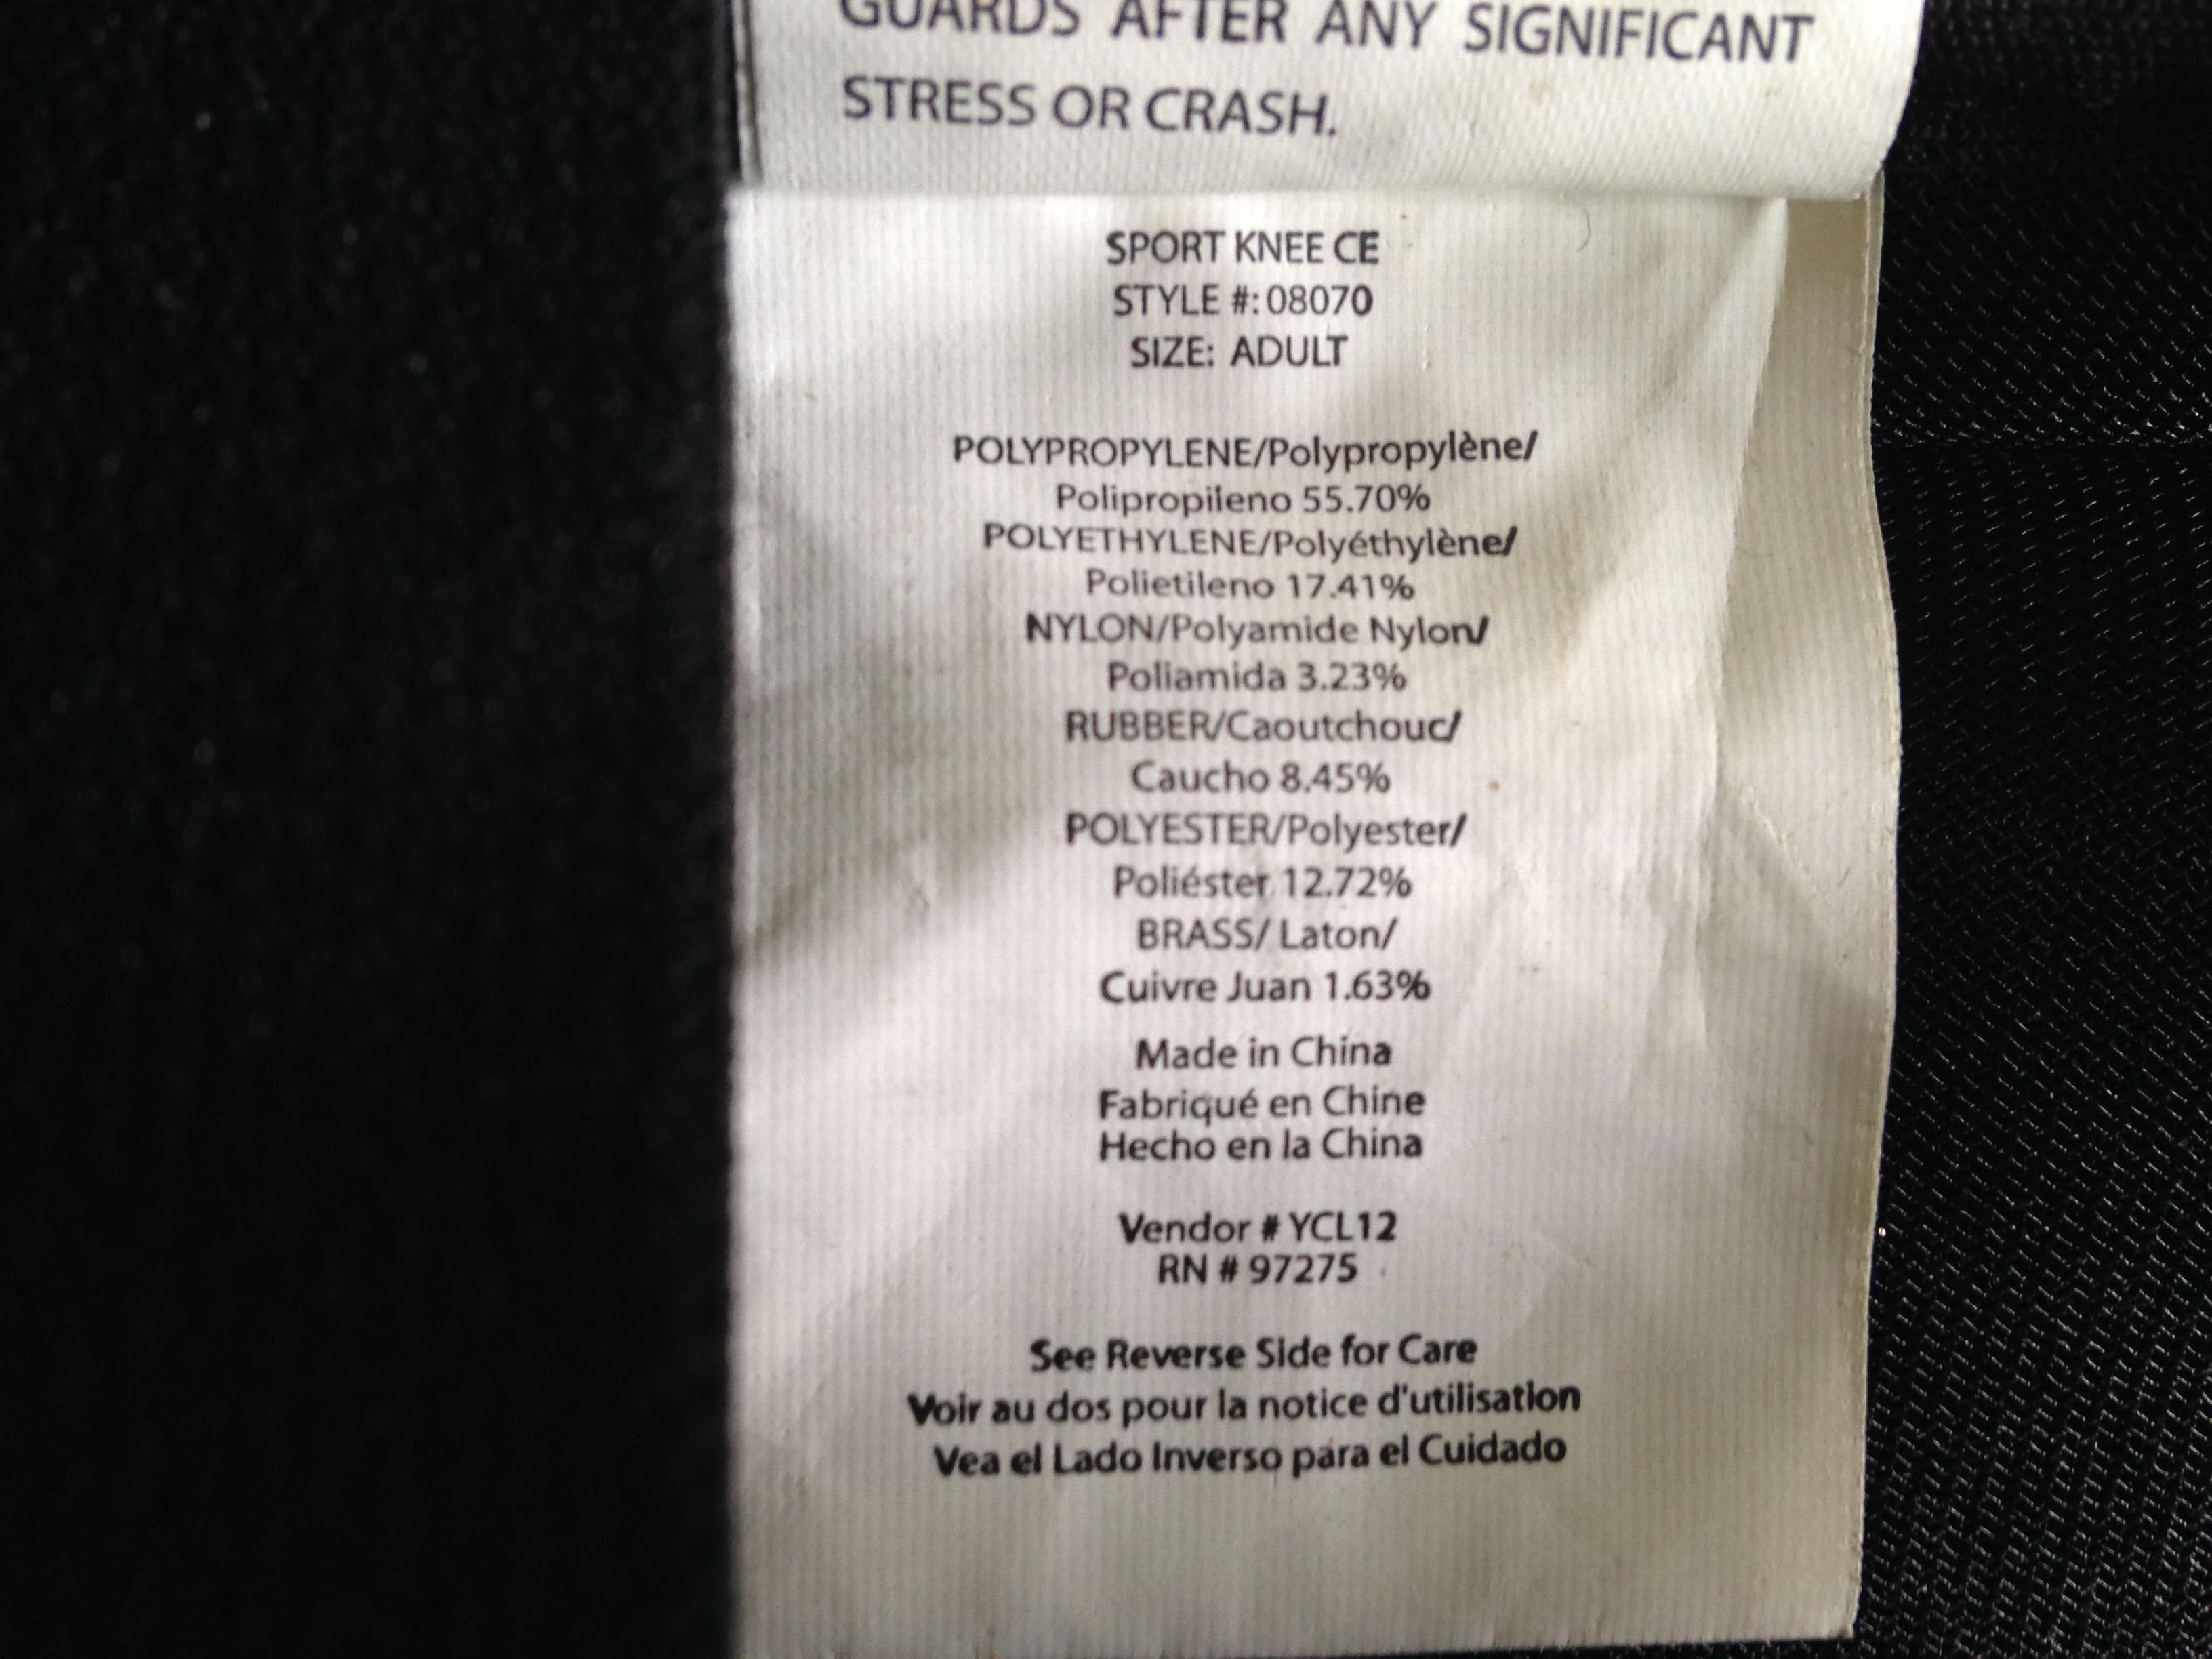 GUARDS AFTER ANY SIGNIFICANT
STRESS OR CRASH.
SPORT KNEE CE
STYLE #: 08070
SIZE: ADULT
POLYPROPYLENE/Polypropylène/
Polipropileno 55.70%
POLYETHYLENE/Polyéthylène/
Polietileno 17.41%
NYLON/Polyamide Nylon/
Poliamida 3.23%
RUBBER/Caoutchouc/
Caucho 8.45%
POLYESTER/Polyester/
Poliéster 12.72%
BRASS/ Laton/
Cuivre Juan 1.63%
Made in China
Fabriqué en Chine
Hecho en la China
Vendor # YCL12
RN # 97275
See Reverse Side for Care
Voir au dos pour la notice d'utilisation
Vea el Lado Inverso para el Cuidado